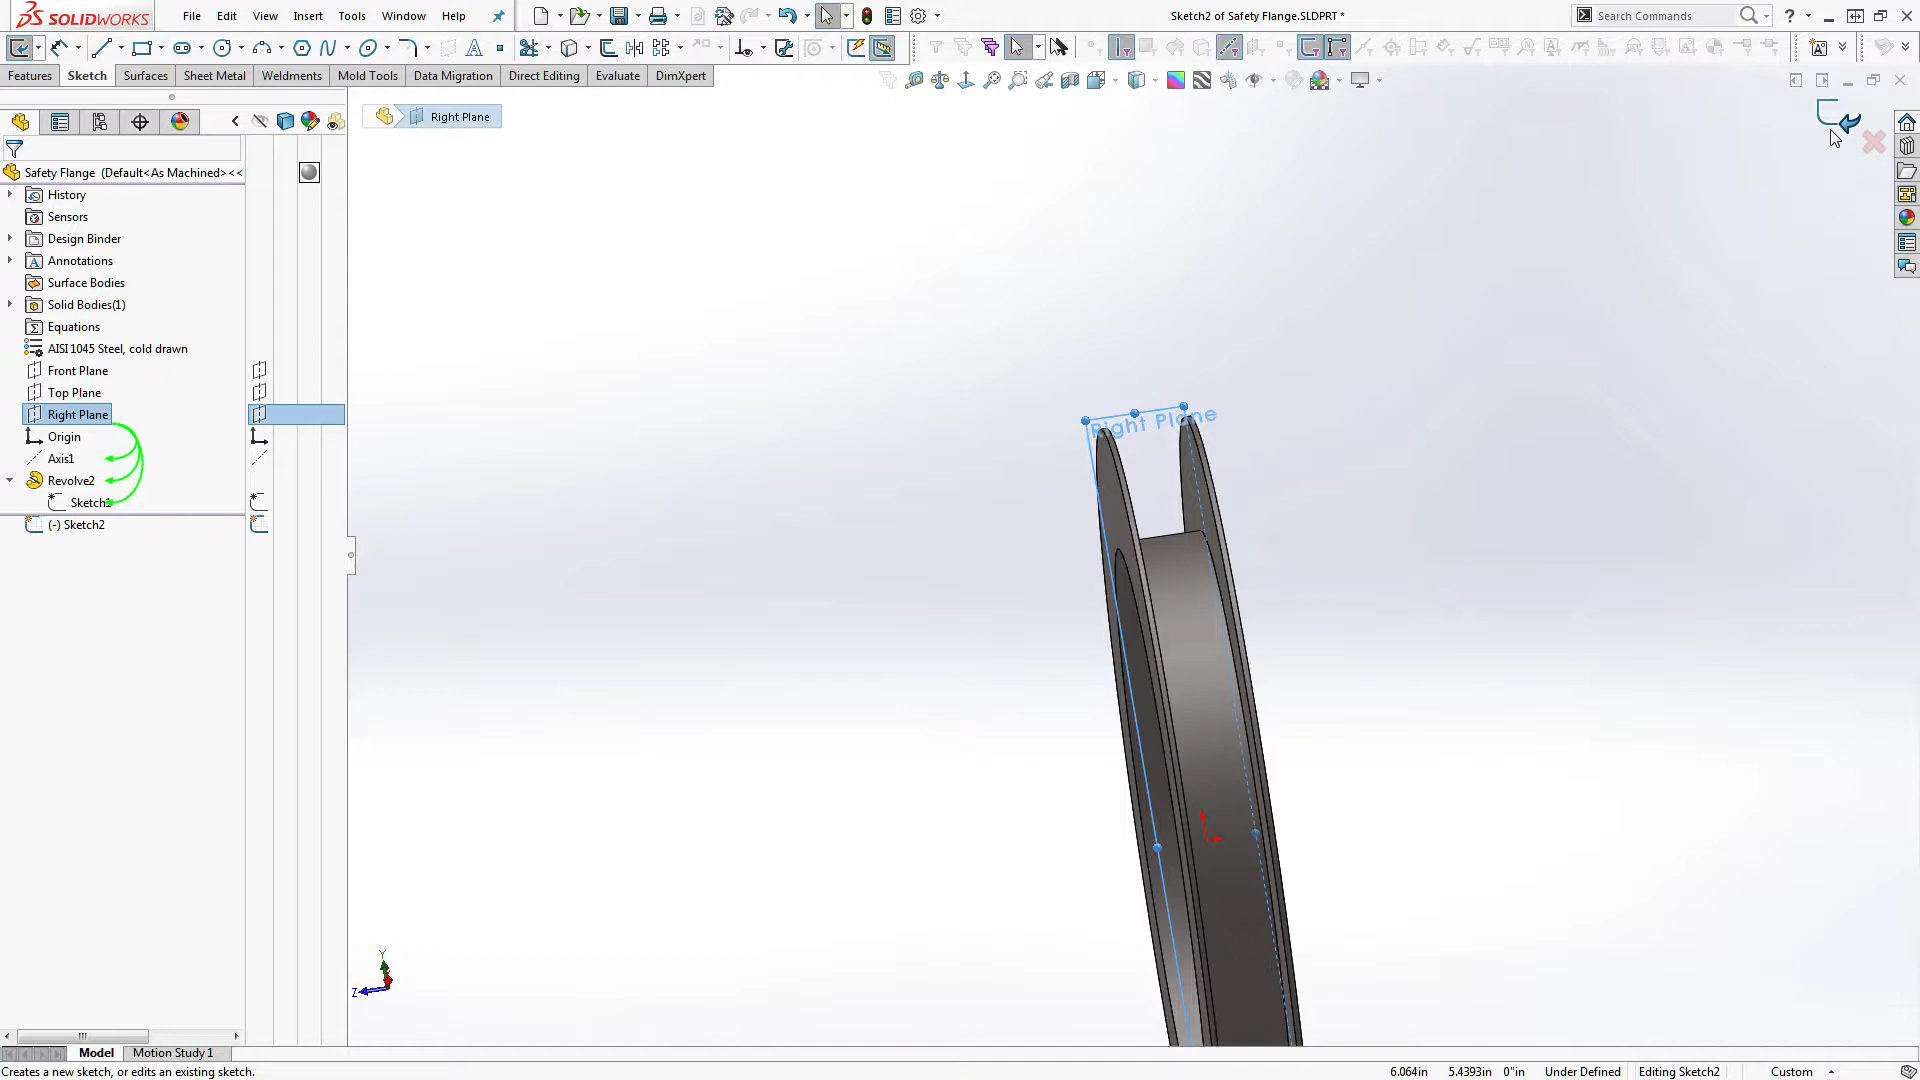 SOLIDWORKS
File Edit View Insert Tools Window Help
Sketch2 of Safety Flange.SLDPRT *
Search Commands
Features Sketch Surfaces Sheet Metal Weldments Mold Tools Data Migration Direct Editing Evaluate DimXpert
Right Plane
Safety Flange (Default<As Machined><<
History
Sensors
Design Binder
Annotations
Surface Bodies
Solid Bodies(1)
Equations
AISI 1045 Steel, cold drawn
Front Plane
Top Plane
Right Plane
Origin
Axis1
Revolve2
Sketch1
(-) Sketch2
Right Plane
Y
Z
Model Motion Study 1
Creates a new sketch, or edits an existing sketch.
6.064in 5.4393in 0"in Under Defined Editing Sketch2 Custom